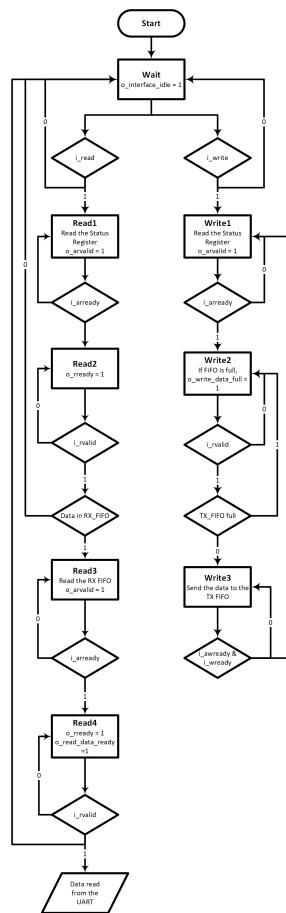 Start
Wait
o_interface_idle = 1
0
0
i_read
i_write
1
1
Read1
Read the Status
Register
o_arvalid = 1
Write1
Read the Status
Register
o_arvalid = 1
0
i_arready
i_arready
0
0
1
1
Read2
o_rready = 1
Write2
If FIFO is full,
o_write_data_full =
1
0
0
1
i_rvalid
i_rvalid
1
1
Data in RX_FIFO
TX_FIFO full
1
0
Read3
Read the RX FIFO
o_arvalid = 1
Write3
Send the data to the
TX FIFO
0
0
i_arready
i_awready &
i_wready
1
1
Read4
o_rready = 1
o_read_data_ready
=1
0
i_rvalid
1
Data read
from the
UART